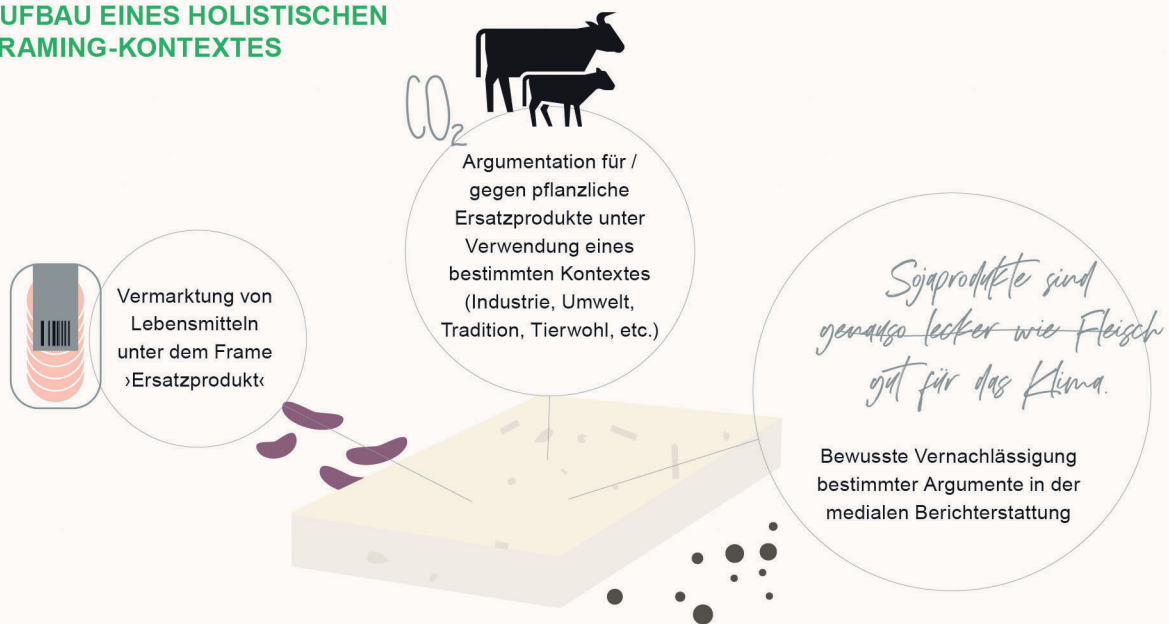 UFBAU EINES HOLISTISCHEN
RAMING-KONTEXTES
CO₂
Argumentation für /
gegen pflanzliche
Ersatzprodukte unter
Verwendung eines
bestimmten Kontextes
(Industrie, Umwelt,
Tradition, Tierwohl, etc.)
Vermarktung von
Lebensmitteln
unter dem Frame
›Ersatzprodukt‹
Sojaprodukte sind
genauso lecker wie Fleisch
gut für das Klima.
Bewusste Vernachlässigung
bestimmter Argumente in der
medialen Berichterstattung